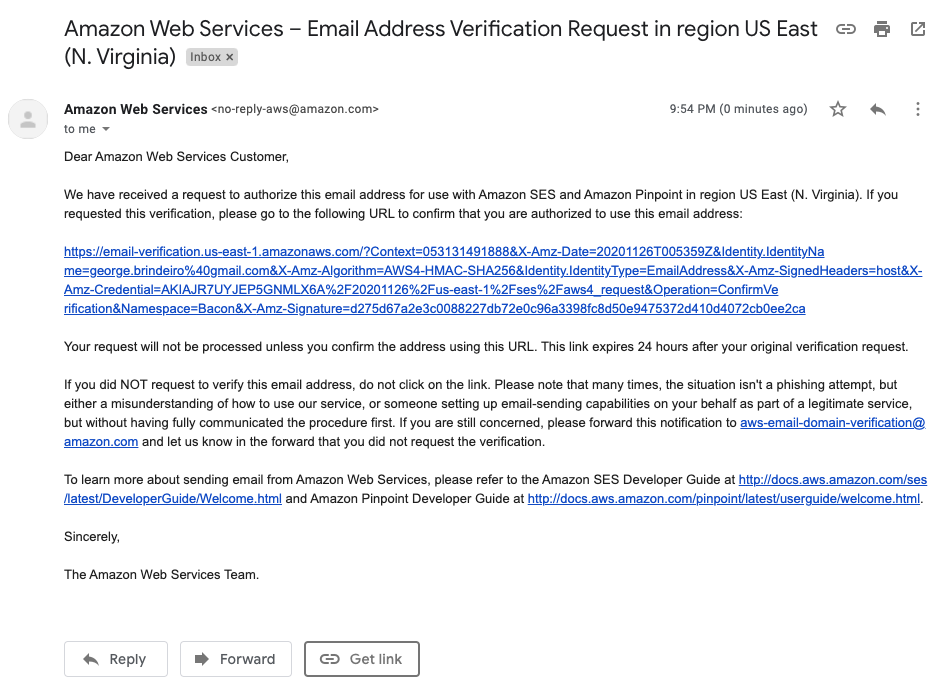 Amazon Web Services – Email Address Verification Request in region US East
(N. Virginia) Inbox ×
Amazon Web Services <no-reply-aws@amazon.com> 9:54 PM (0 minutes ago)
to me
Dear Amazon Web Services Customer,
We have received a request to authorize this email address for use with Amazon SES and Amazon Pinpoint in region US East (N. Virginia). If you
requested this verification, please go to the following URL to confirm that you are authorized to use this email address:
https://email-verification.us-east-1.amazonaws.com/?Context=053131491888&X-Amz-Date=20201126T005359Z&Identity.IdentityNa
me=george.brindeiro%40gmail.com&X-Amz-Algorithm=AWS4-HMAC-SHA256&Identity.IdentityType=EmailAddress&X-Amz-SignedHeaders=host&X-
Amz-Credential=AKIAJR7UYJEP5GNMLX6A%2F20201126%2Fus-east-1%2Fses%2Faws4_request&Operation=ConfirmVe
rification&Namespace=Bacon&X-Amz-Signature=d275d67a2e3c0088227db72e0c96a3398fc8d50e9475372d410d4072cb0ee2ca
Your request will not be processed unless you confirm the address using this URL. This link expires 24 hours after your original verification request.
If you did NOT request to verify this email address, do not click on the link. Please note that many times, the situation isn't a phishing attempt, but
either a misunderstanding of how to use our service, or someone setting up email-sending capabilities on your behalf as part of a legitimate service,
but without having fully communicated the procedure first. If you are still concerned, please forward this notification to aws-email-domain-verification@
amazon.com and let us know in the forward that you did not request the verification.
To learn more about sending email from Amazon Web Services, please refer to the Amazon SES Developer Guide at http://docs.aws.amazon.com/ses
/latest/DeveloperGuide/Welcome.html and Amazon Pinpoint Developer Guide at http://docs.aws.amazon.com/pinpoint/latest/userguide/welcome.html.
Sincerely,
The Amazon Web Services Team.
Reply Forward Get link